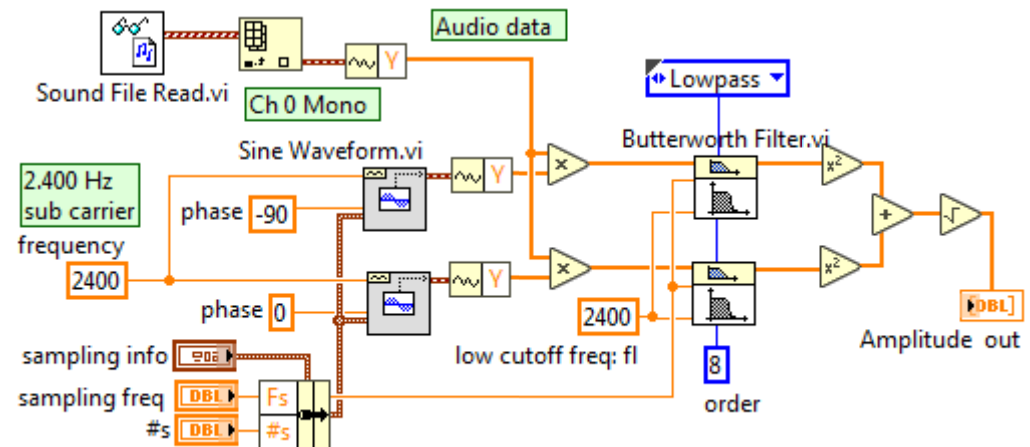 Audio data
Y
Sound File Read.vi
Ch 0 Mono
Lowpass
Butterworth Filter.vi
Sine Waveform.vi
Y
x
x²
2.400 Hz
sub carrier
phase -90
+
√
frequency
2400
Y
x
x²
phase 0
2400
DBL]
sampling info
low cutoff freq: fl
8
Amplitude out
sampling freq DBL Fs
order
#s DBL #s